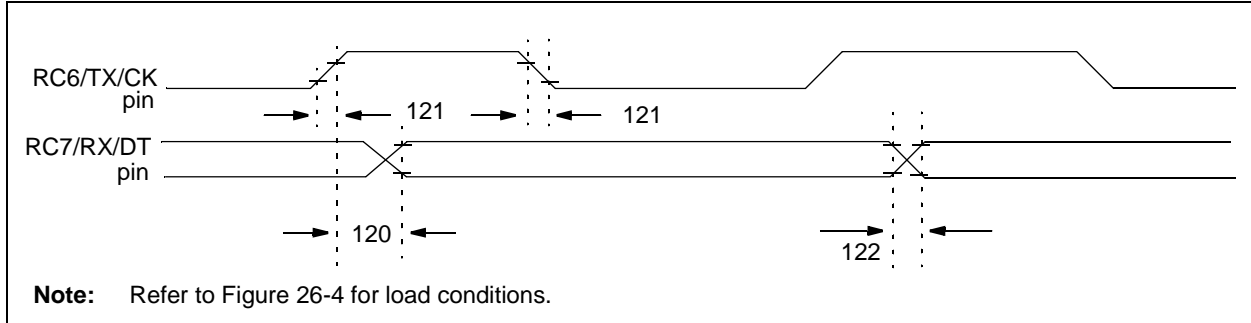 RC6/TX/CK
pin
121
121
RC7/RX/DT
pin
120
122
Note: Refer to Figure 26-4 for load conditions.